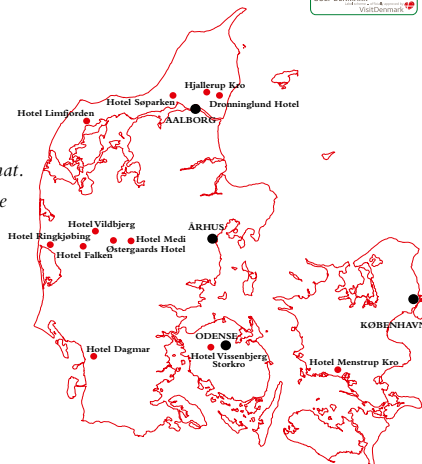 VisitDenmark
Hjallerup Kro
Hotel Søparken
Dronninglund Hotel
Hotel Limfjorden
AALBORG
at.
e
Hotel Vildbjerg
ÅRHUS
Hotel Ringkjøbing
Hotel Medi
Østergaards Hotel
Hotel Falken
KØBENHAVN
ODENSE
Hotel Dagmar
Hotel Vissenbjerg
Storkro
Hotel Menstrup Kro